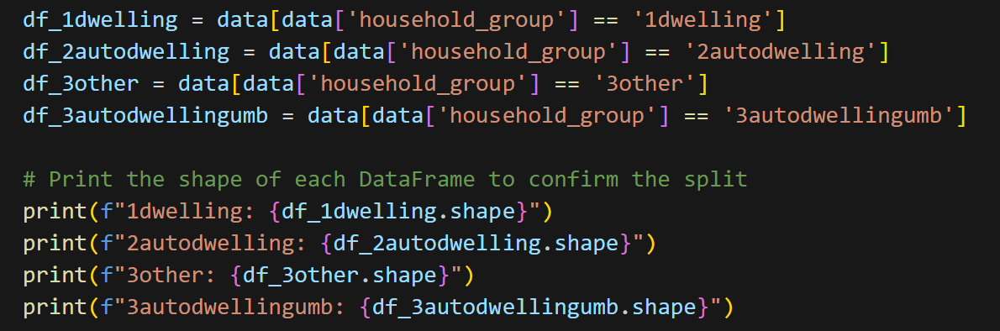 df_1dwelling = data[data['household_group'] == '1dwelling']
df_2autodwelling = data[data['household_group'] == '2autodwelling']
df_3other = data[data['household_group'] == '3other']
df_3autodwellingumb = data[data['household_group'] == '3autodwellingumb']

# Print the shape of each DataFrame to confirm the split
print(f"1dwelling: {df_1dwelling.shape}")
print(f"2autodwelling: {df_2autodwelling.shape}")
print(f"3other: {df_3other.shape}")
print(f"3autodwellingumb: {df_3autodwellingumb.shape}")